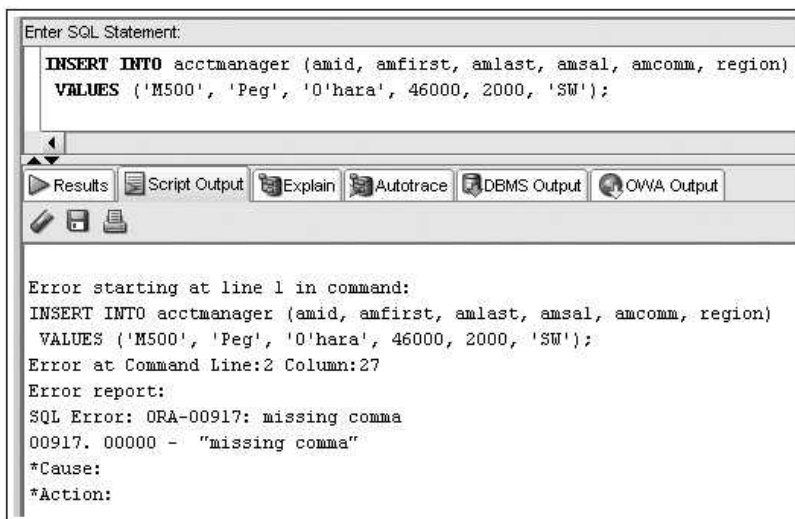 Enter SQL Statement:
INSERT INTO acctmanager (amid, amfirst, amlast, amsal, amcomm, region)
VALUES ('M500', 'Peg', 'O'hara', 46000, 2000, 'SW');
Results Script Output Explain Autotrace DBMS Output OWA Output
Error starting at line 1 in command:
INSERT INTO acctmanager (amid, amfirst, amlast, amsal, amcomm, region)
VALUES ('M500', 'Peg', 'O'hara', 46000, 2000, 'SW');
Error at Command Line:2 Column:27
Error report:
SQL Error: ORA-00917: missing comma
00917. 00000 -  "missing comma"
*Cause:
*Action: